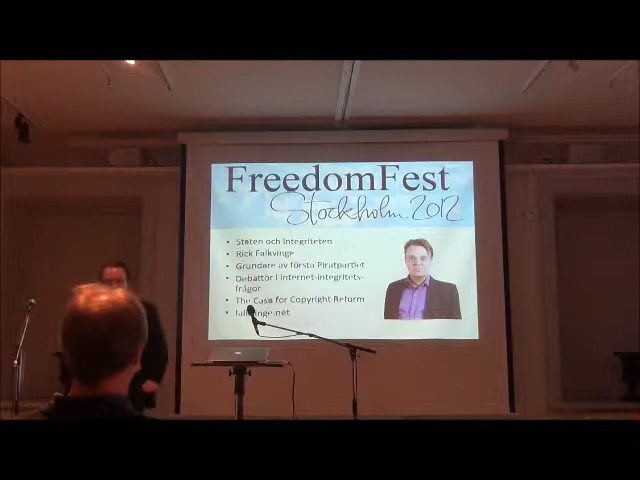 FreedomFest
Stockholm 2012
• Staten och integriteten
• Rick Falkvinge
• Grundare av första Piratpartiet
• Debattör i Internet-integritets-
frågor
• The Case for Copyright Reform
• falkvinge.net